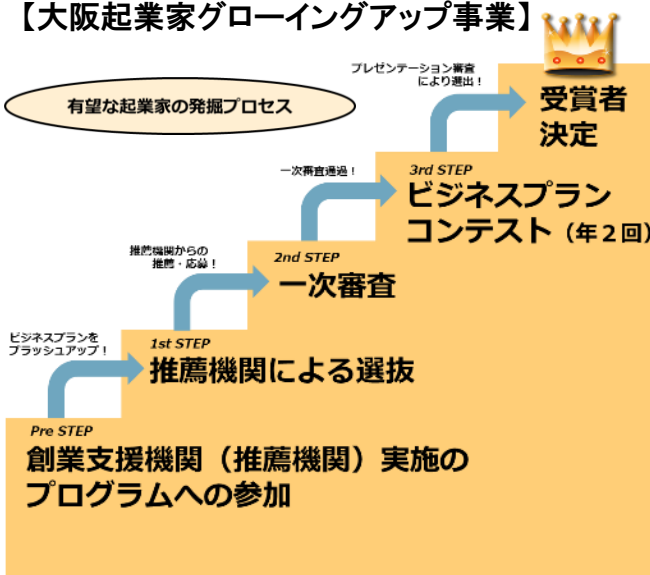 【大阪起業家グローイングアップ事業】
有望な起業家の発掘プロセス
プレゼンテーション審査
により選出!
受賞者
決定
一次審査通過!
3rd STEP
ビジネスプラン
コンテスト(年2回)
推薦機関からの
推薦・応募!
2nd STEP
一次審査
ビジネスプランを
ブラッシュアップ!
1st STEP
推薦機関による選抜
Pre STEP
創業支援機関(推薦機関)実施の
プログラムへの参加